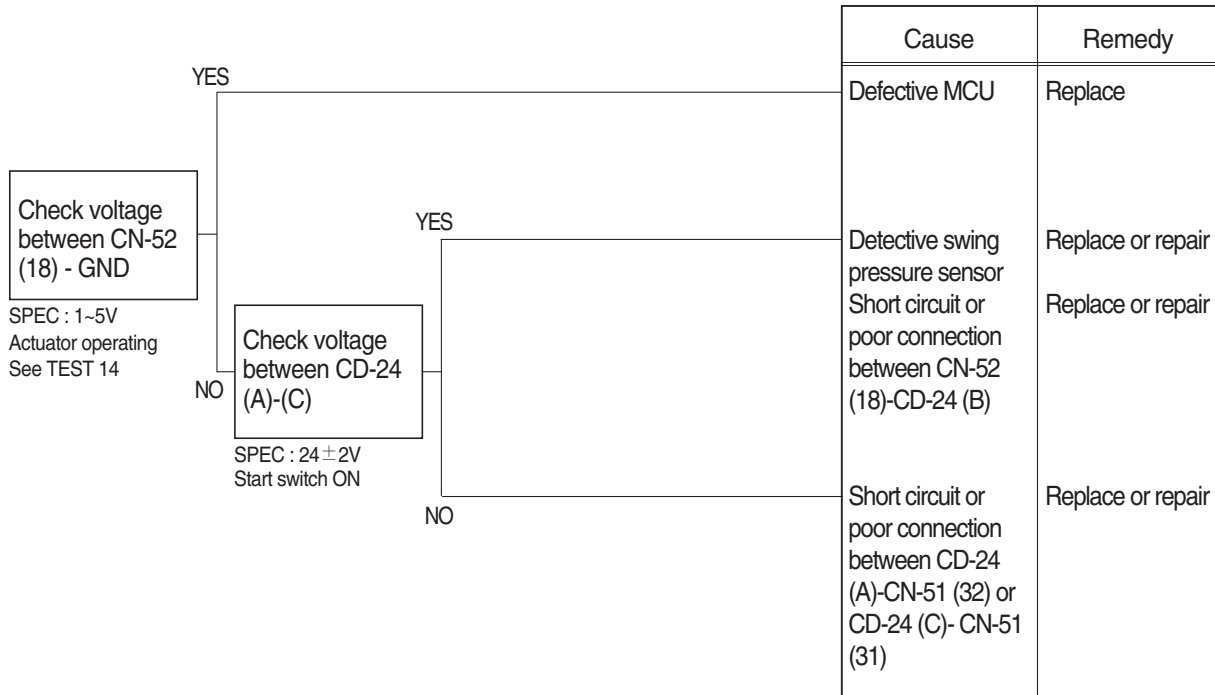 Cause
Remedy
YES
Defective MCU
Replace
Check voltage
between CN-52
(18) - GND
SPEC : 1~5V
Actuator operating
See TEST 14
YES
Detective swing
pressure sensor
Replace or repair
Short circuit or
poor connection
between CN-52
(18)-CD-24 (B)
Replace or repair
NO
Check voltage
between CD-24
(A)-(C)
SPEC : 24±2V
Start switch ON
NO
Short circuit or
poor connection
between CD-24
(A)-CN-51 (32) or
CD-24 (C)- CN-51
(31)
Replace or repair